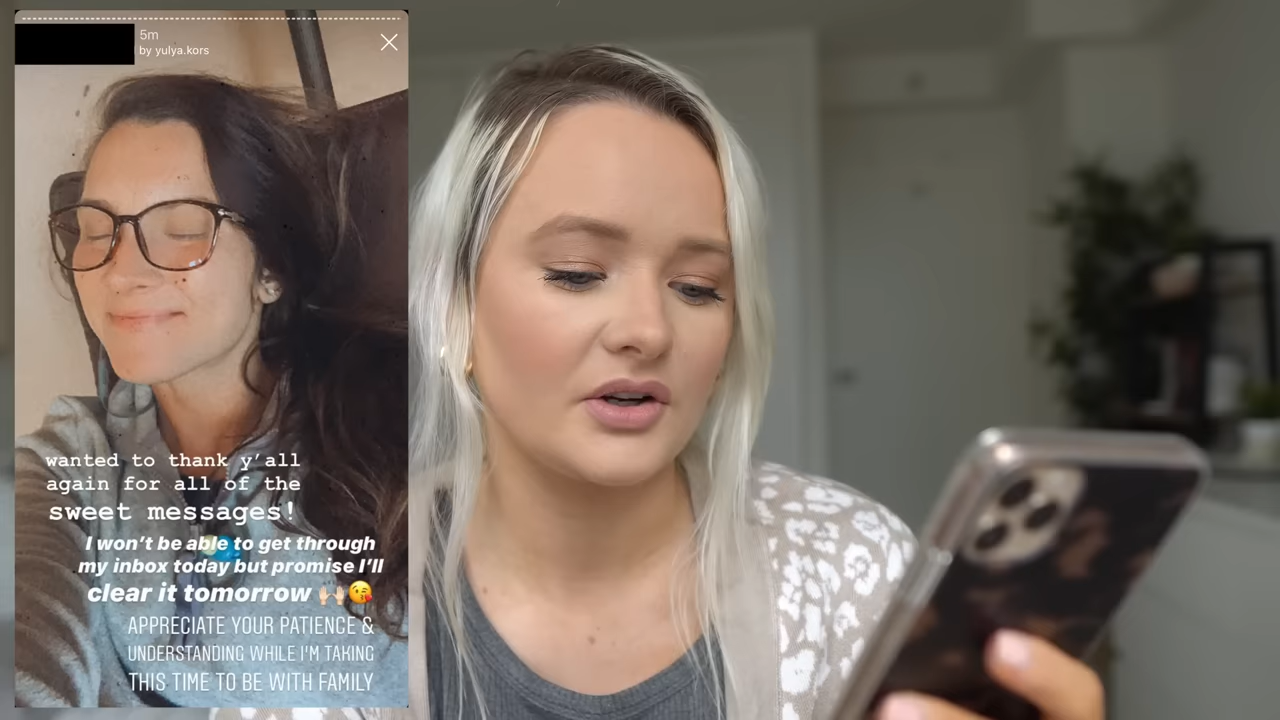 5m
by yulya.kors
wanted to thank y'all
again for all of the
sweet messages!
I won't be able to get through
my inbox today but promise I'll
clear it tomorrow 🙌🏼😘
APPRECIATE YOUR PATIENCE &
UNDERSTANDING WHILE I'M TAKING
THIS TIME TO BE WITH FAMILY